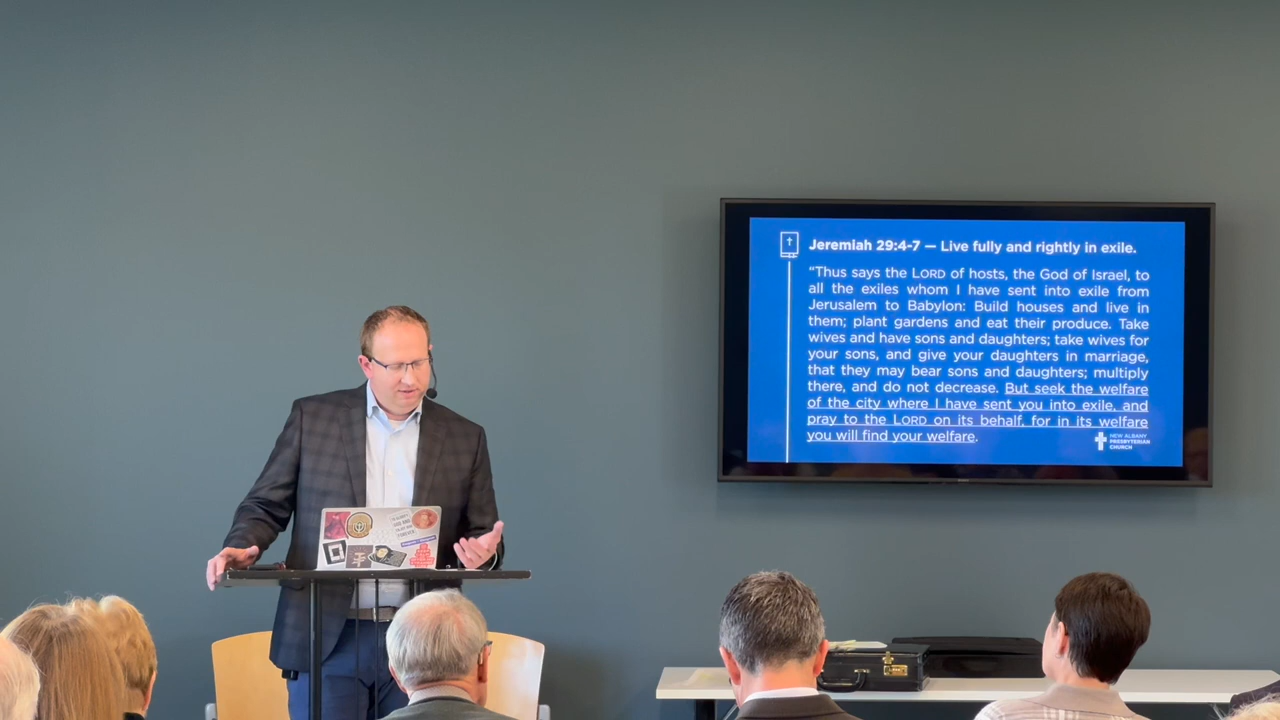 Jeremiah 29:4-7 — Live fully and rightly in exile.
“Thus says the LORD of hosts, the God of Israel, to
all the exiles whom I have sent into exile from
Jerusalem to Babylon: Build houses and live in
them; plant gardens and eat their produce. Take
wives and have sons and daughters; take wives for
your sons, and give your daughters in marriage,
that they may bear sons and daughters; multiply
there, and do not decrease. But seek the welfare
of the city where I have sent you into exile, and
pray to the LORD on its behalf, for in its welfare
you will find your welfare.
NEW ALBANY
PRESBYTERIAN
CHURCH